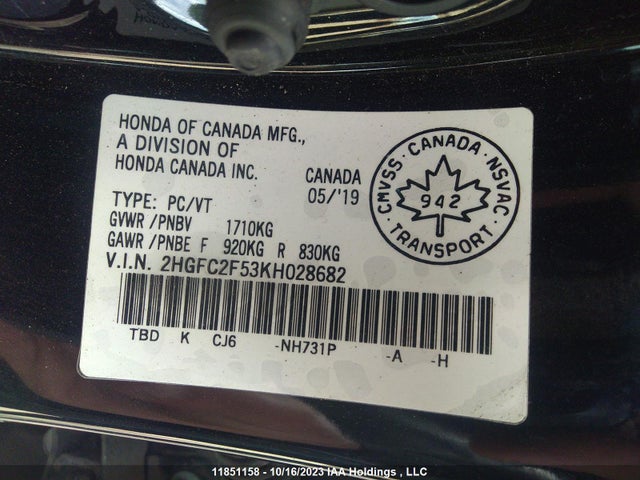 HONDA OF CANADA MFG.,
A DIVISION OF
HONDA CANADA INC.
CANADA
05/'19
TYPE: PC/VT
GVWR/PNBV 1710KG
GAWR/PNBE F 920KG R 830KG
V.I.N. 2HGFC2F53KH028682
TBD K CJ6 -NH731P -A -H
CMVSS · CANADA · NSVAC
942
TRANSPORT
11851158 - 10/16/2023 IAA Holdings , LLC